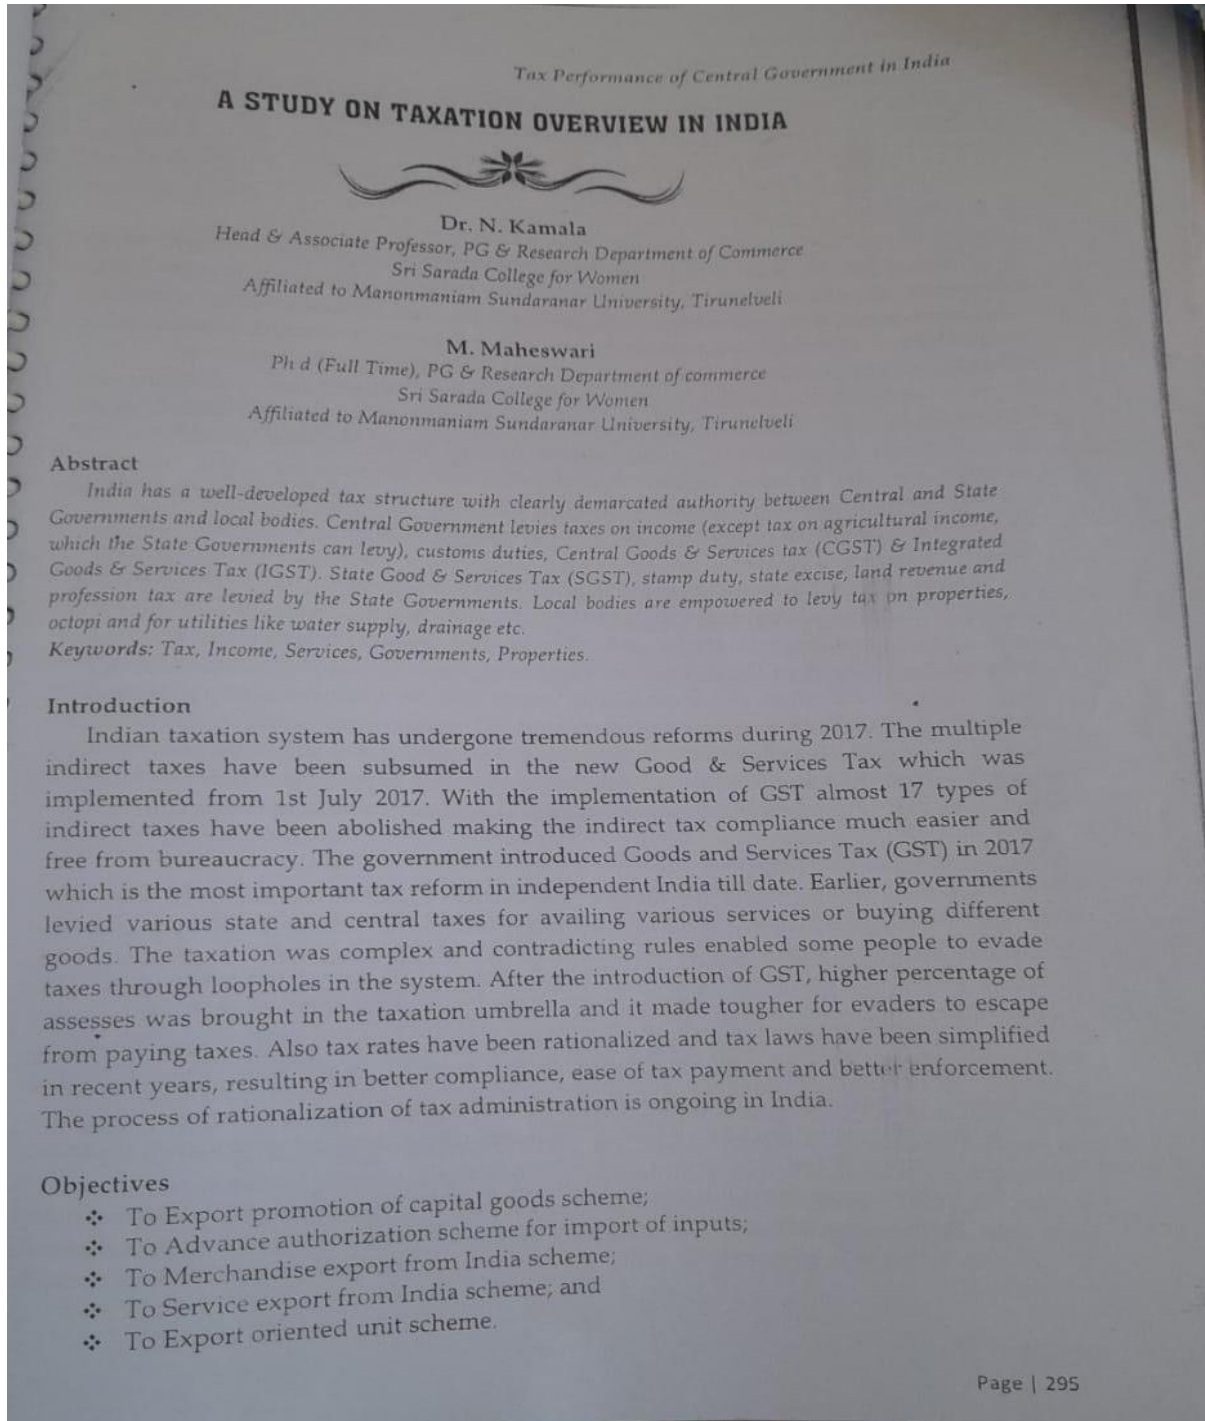 Tax Performance of Central Government in India
A STUDY ON TAXATION OVERVIEW IN INDIA
Dr. N. Kamala
Head & Associate Professor, PG & Research Department of Commerce
Sri Sarada College for Women
Affiliated to Manonmaniam Sundaranar University, Tirunelveli
M. Maheswari
Ph d (Full Time), PG & Research Department of commerce
Sri Sarada College for Women
Affiliated to Manonmaniam Sundaranar University, Tirunelveli
Abstract
India has a well-developed tax structure with clearly demarcated authority between Central and State
Governments and local bodies. Central Government levies taxes on income (except tax on agricultural income,
which the State Governments can levy), customs duties, Central Goods & Services tax (CGST) & Integrated
Goods & Services Tax (IGST). State Good & Services Tax (SGST), stamp duty, state excise, land revenue and
profession tax are levied by the State Governments. Local bodies are empowered to levy tax on properties,
octopi and for utilities like water supply, drainage etc.
Keywords: Tax, Income, Services, Governments, Properties.
Introduction
Indian taxation system has undergone tremendous reforms during 2017. The multiple
indirect taxes have been subsumed in the new Good & Services Tax which was
implemented from 1st July 2017. With the implementation of GST almost 17 types of
indirect taxes have been abolished making the indirect tax compliance much easier and
free from bureaucracy. The government introduced Goods and Services Tax (GST) in 2017
which is the most important tax reform in independent India till date. Earlier, governments
levied various state and central taxes for availing various services or buying different
goods. The taxation was complex and contradicting rules enabled some people to evade
taxes through loopholes in the system. After the introduction of GST, higher percentage of
assesses was brought in the taxation umbrella and it made tougher for evaders to escape
from paying taxes. Also tax rates have been rationalized and tax laws have been simplified
in recent years, resulting in better compliance, ease of tax payment and better enforcement.
The process of rationalization of tax administration is ongoing in India.
Objectives
❖ To Export promotion of capital goods scheme;
❖ To Advance authorization scheme for import of inputs;
❖ To Merchandise export from India scheme;
❖ To Service export from India scheme; and
❖ To Export oriented unit scheme.
Page | 295